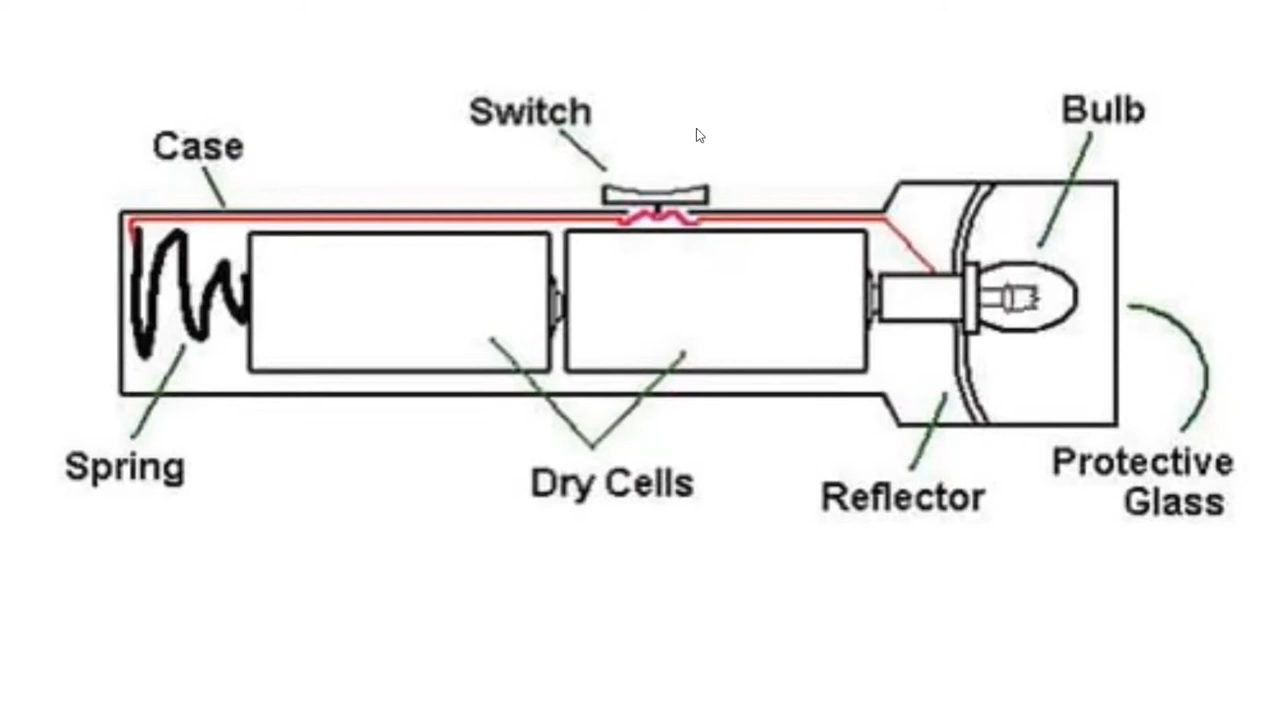 Switch
Bulb
Case
Spring
Dry Cells
Reflector
Protective
Glass